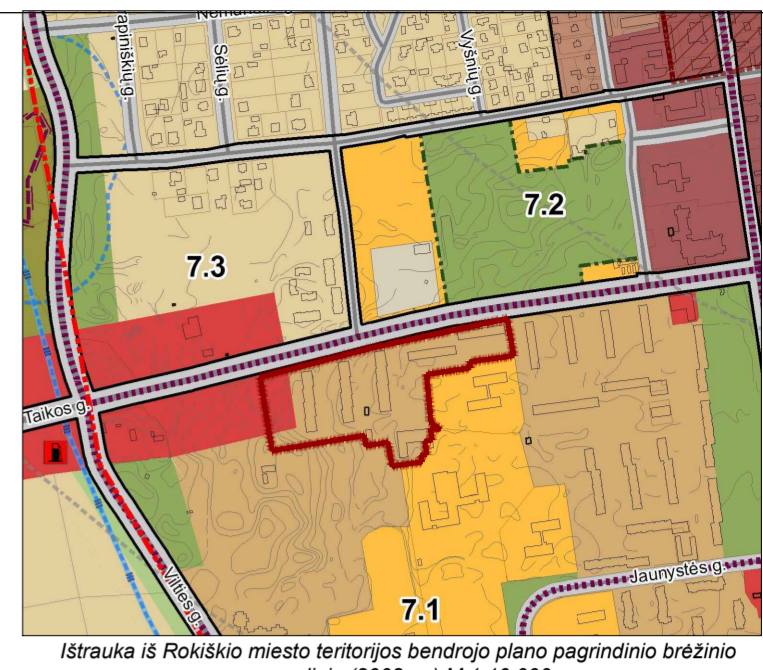 Sėlių g.
Vyšnių g.
7.2
7.3
Taikos g.
Vilties g.
Jaunystės g.
7.1
Ištrauka iš Rokiškio miesto teritorijos bendrojo plano pagrindinio brėžinio